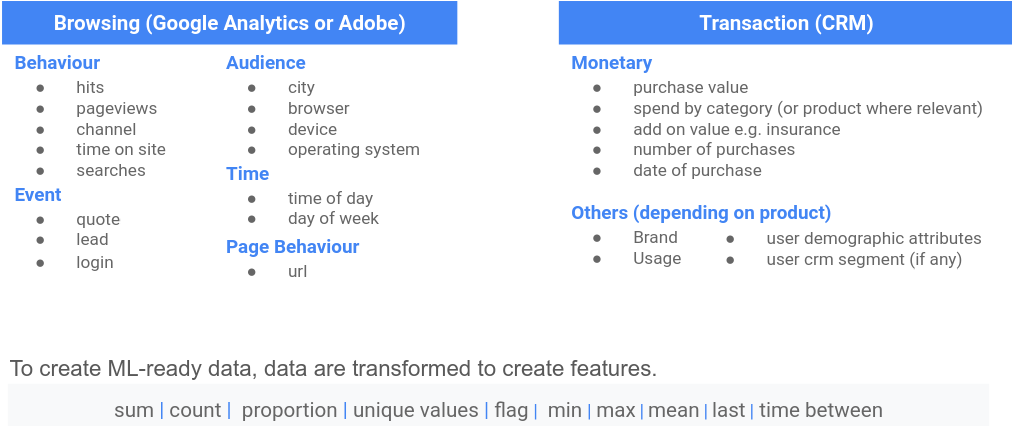 Browsing (Google Analytics or Adobe)
Behaviour
● hits
● pageviews
● channel
● time on site
● searches
Event
● quote
● lead
● login
Audience
● city
● browser
● device
● operating system
Time
● time of day
● day of week
Page Behaviour
● url
Transaction (CRM)
Monetary
● purchase value
● spend by category (or product where relevant)
● add on value e.g. insurance
● number of purchases
● date of purchase
Others (depending on product)
● Brand
● Usage
● user demographic attributes
● user crm segment (if any)
To create ML-ready data, data are transformed to create features.
sum | count | proportion | unique values | flag | min | max | mean | last | time between